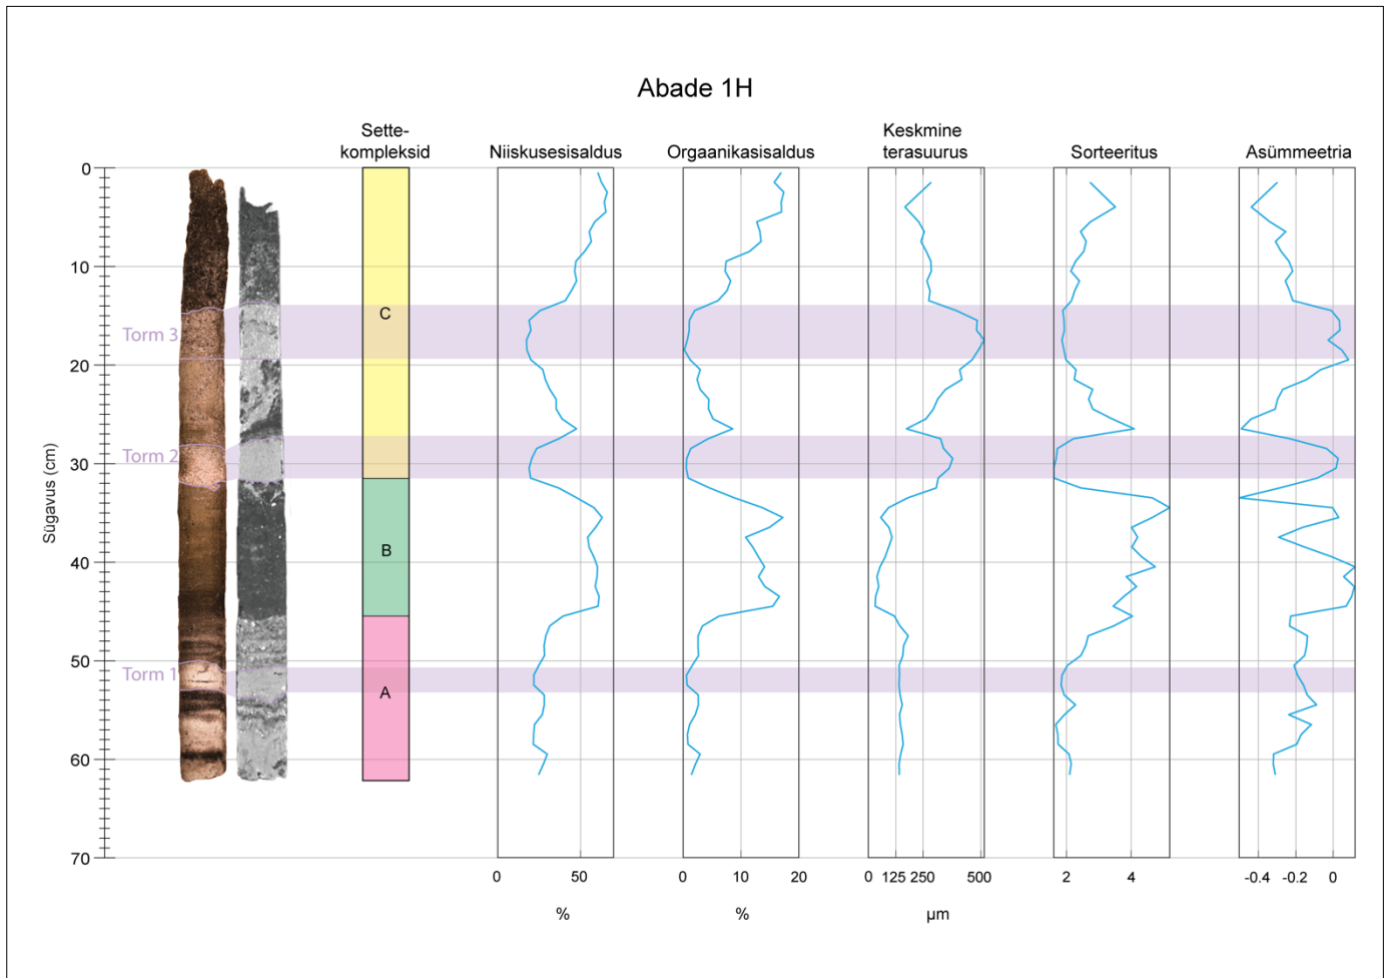 Abade 1H
Sette-
kompleksid
Niiskusesisaldus
Orgaanikasisaldus
Keskmine
terasuurus
Sorteeritus
Asümmeetria
Sügavus (cm)
0
10
20
30
40
50
60
70
Torm 3
Torm 2
Torm 1
C
B
A
0 50
%
0 10 20
%
0 125 250 500
µm
2 4
-0.4 -0.2 0